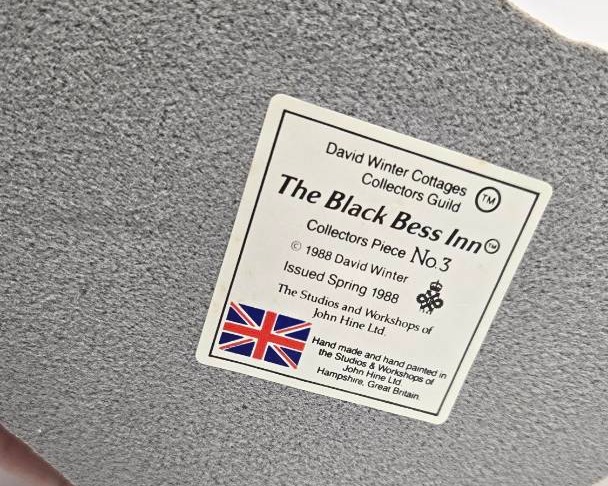 David Winter Cottages
Collectors Guild ™
The Black Bess Inn ©
Collectors Piece No.3
© 1988 David Winter
Issued Spring 1988
The Studios and Workshops of
John Hine Ltd.
Hand made and hand painted in
the Studios & Workshops of
John Hine Ltd.
Hampshire, Great Britain.